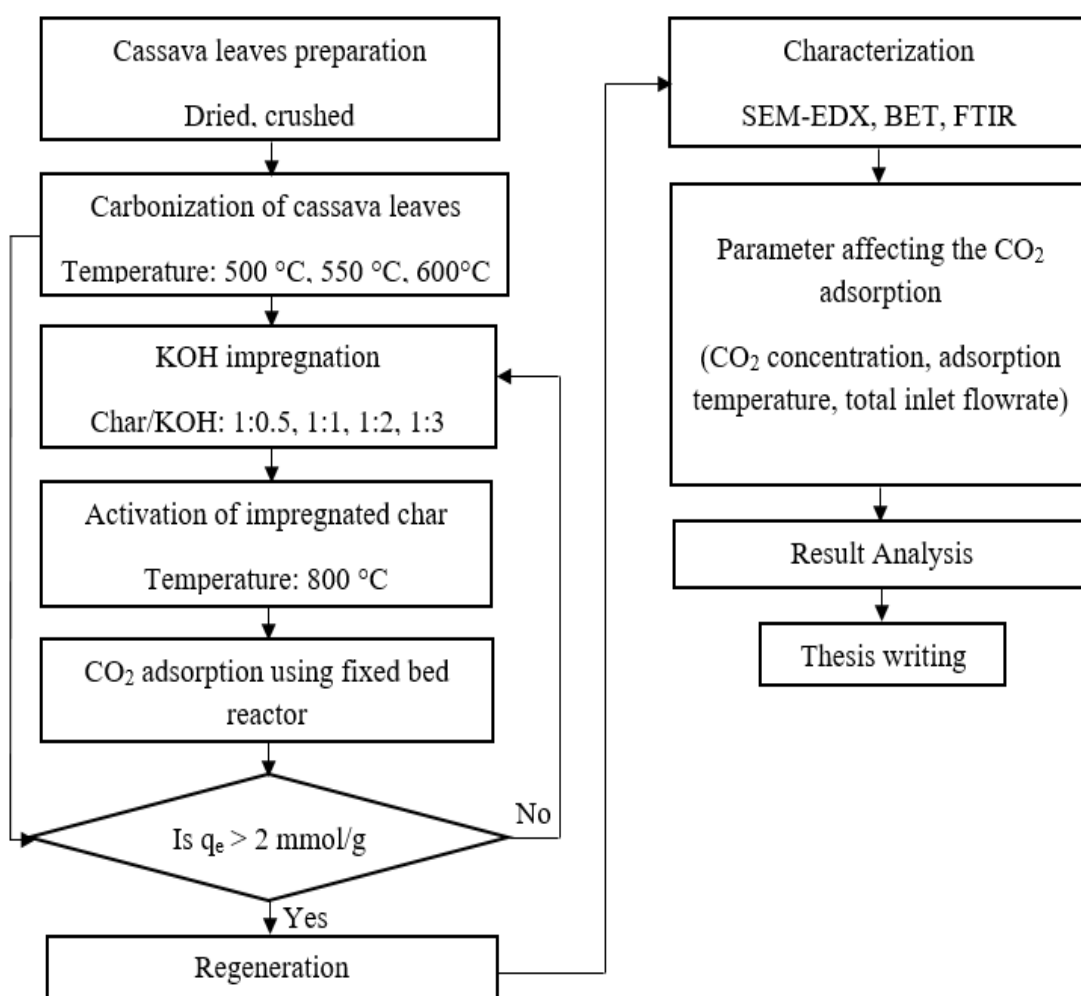 Cassava leaves preparation
Dried, crushed
Carbonization of cassava leaves
Temperature: 500 °C, 550 °C, 600°C
KOH impregnation
Char/KOH: 1:0.5, 1:1, 1:2, 1:3
Activation of impregnated char
Temperature: 800 °C
CO₂ adsorption using fixed bed
reactor
Is qₑ > 2 mmol/g
No
Yes
Regeneration
Characterization
SEM-EDX, BET, FTIR
Parameter affecting the CO₂
adsorption
(CO₂ concentration, adsorption
temperature, total inlet flowrate)
Result Analysis
Thesis writing